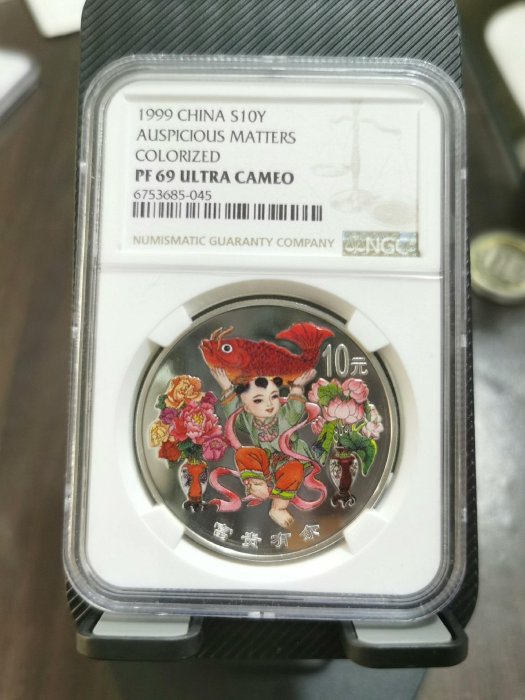 1999 CHINA S10Y
AUSPICIOUS MATTERS
COLORIZED
PF 69 ULTRA CAMEO
6753685-045
NUMISMATIC GUARANTY COMPANY
NGC
10元
富贵有余